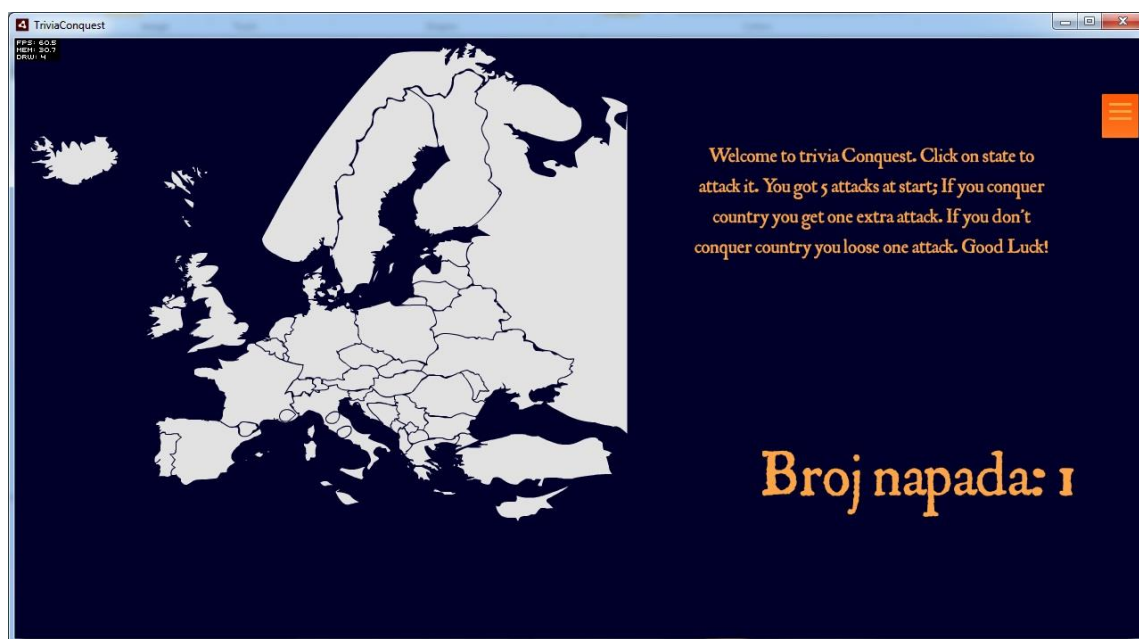 TriviaConquest
FPS: 60.5
MEM: 30.7
DRW: 4
Welcome to trivia Conquest. Click on state to
attack it. You got 5 attacks at start; If you conquer
country you get one extra attack. If you don't
conquer country you loose one attack. Good Luck!
Broj napada: 1